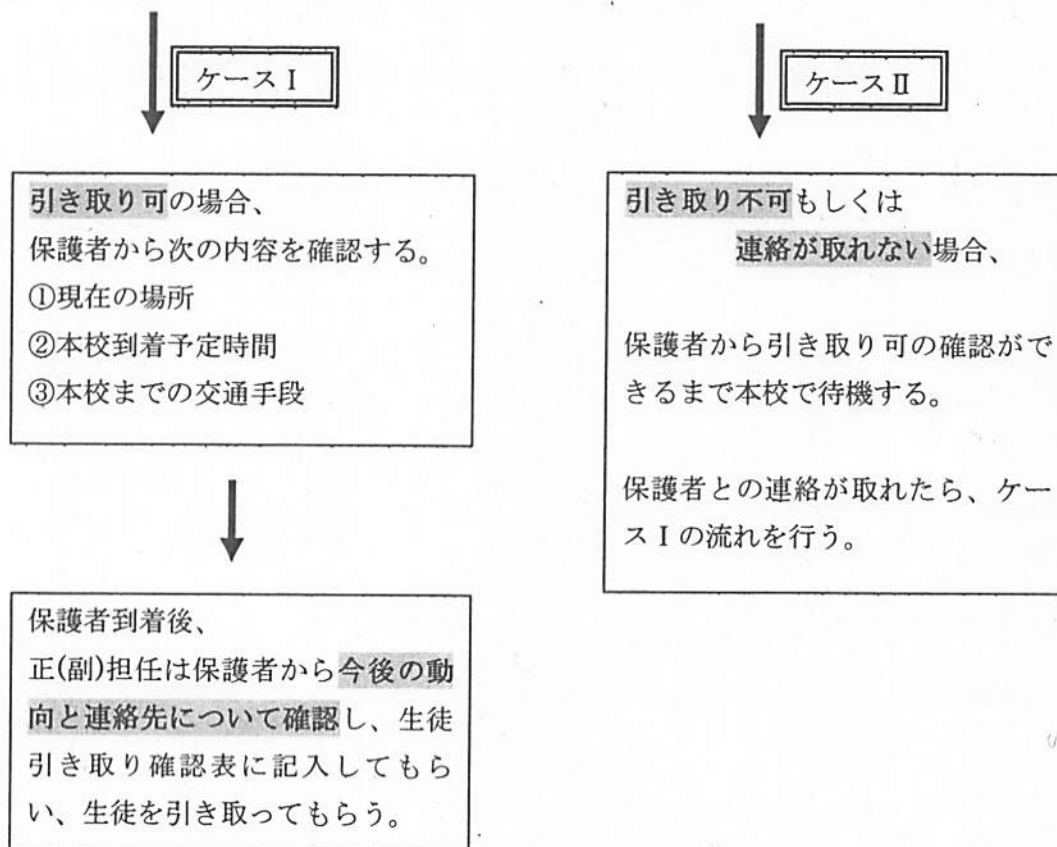 ケースⅠ
引き取り可の場合、
保護者から次の内容を確認する。
①現在の場所
②本校到着予定時間
③本校までの交通手段
保護者到着後、
正(副)担任は保護者から今後の動
向と連絡先について確認し、生徒
引き取り確認表に記入してもら
い、生徒を引き取ってもらう。
ケースⅡ
引き取り不可もしくは
連絡が取れない場合、
保護者から引き取り可の確認がで
きるまで本校で待機する。
保護者との連絡が取れたら、ケー
スⅠの流れを行う。